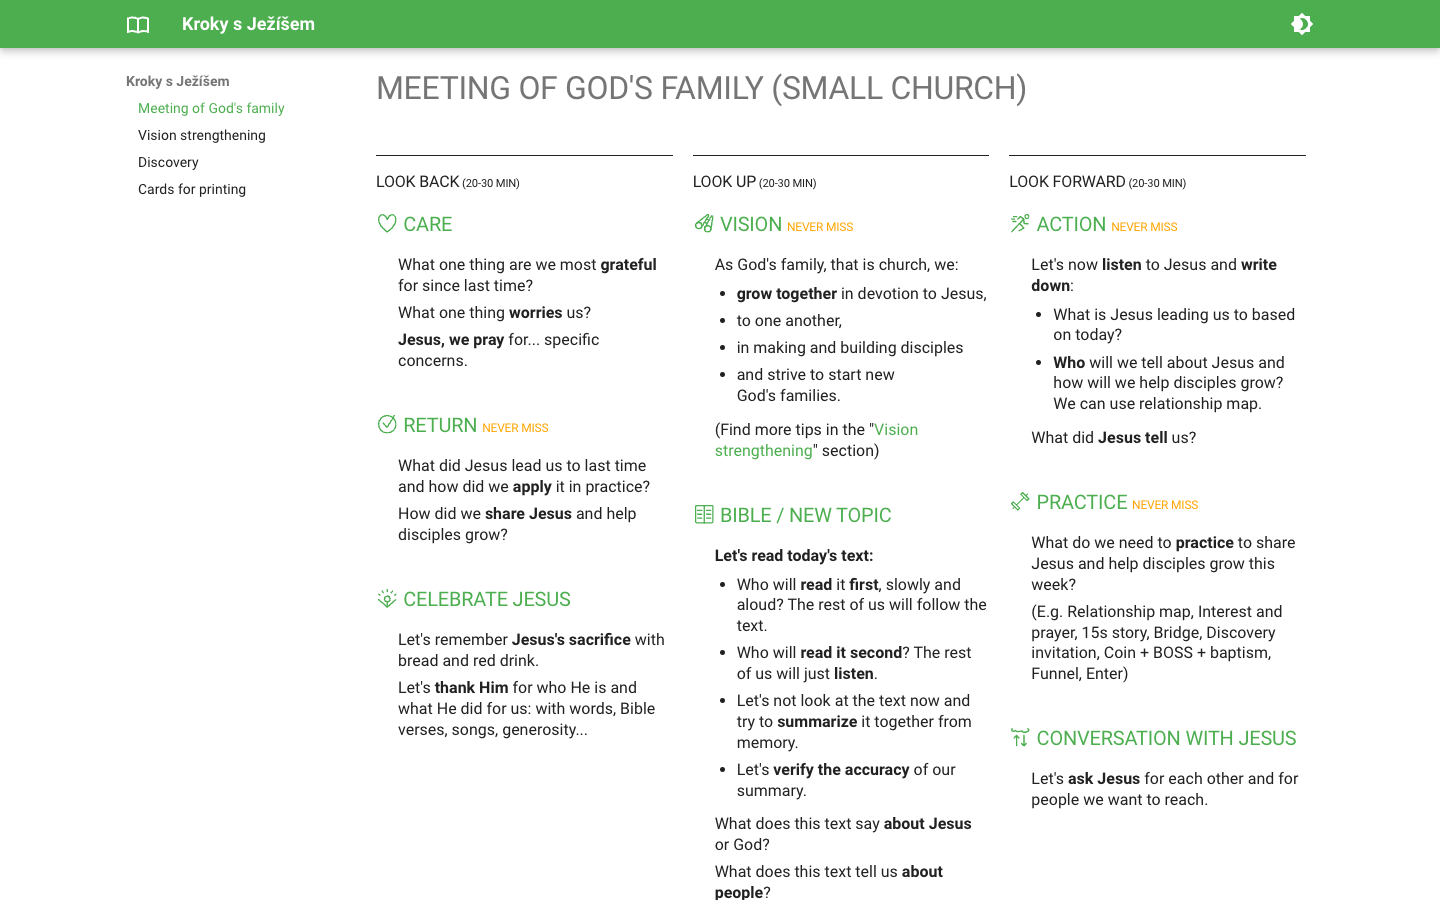 Kroky s Ježíšem
Kroky s Ježíšem
Meeting of God's family
Vision strengthening
Discovery
Cards for printing
MEETING OF GOD'S FAMILY (SMALL CHURCH)
LOOK BACK (20-30 MIN)
CARE
What one thing are we most grateful
for since last time?
What one thing worries us?
Jesus, we pray for... specific
concerns.
RETURN NEVER MISS
What did Jesus lead us to last time
and how did we apply it in practice?
How did we share Jesus and help
disciples grow?
CELEBRATE JESUS
Let's remember Jesus's sacrifice with
bread and red drink.
Let's thank Him for who He is and
what He did for us: with words, Bible
verses, songs, generosity...
LOOK UP (20-30 MIN)
VISION NEVER MISS
As God's family, that is church, we:
• grow together in devotion to Jesus,
• to one another,
• in making and building disciples
• and strive to start new
God's families.
(Find more tips in the "Vision
strengthening" section)
BIBLE / NEW TOPIC
Let's read today's text:
• Who will read it first, slowly and
aloud? The rest of us will follow the
text.
• Who will read it second? The rest
of us will just listen.
• Let's not look at the text now and
try to summarize it together from
memory.
• Let's verify the accuracy of our
summary.
What does this text say about Jesus
or God?
What does this text tell us about
people?
LOOK FORWARD (20-30 MIN)
ACTION NEVER MISS
Let's now listen to Jesus and write
down:
• What is Jesus leading us to based
on today?
• Who will we tell about Jesus and
how will we help disciples grow?
We can use relationship map.
What did Jesus tell us?
PRACTICE NEVER MISS
What do we need to practice to share
Jesus and help disciples grow this
week?
(E.g. Relationship map, Interest and
prayer, 15s story, Bridge, Discovery
invitation, Coin + BOSS + baptism,
Funnel, Enter)
CONVERSATION WITH JESUS
Let's ask Jesus for each other and for
people we want to reach.